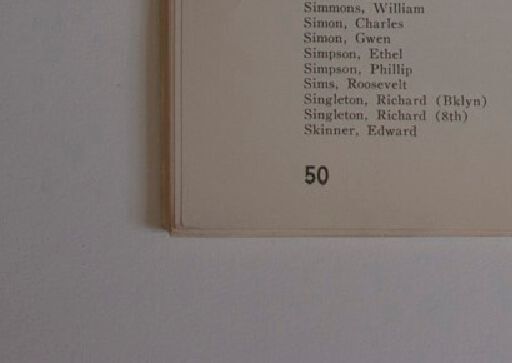 Simmons, William
Simon, Charles
Simon, Gwen
Simpson, Ethel
Simpson, Phillip
Sims, Roosevelt
Singleton, Richard (Bklyn)
Singleton, Richard (8th)
Skinner, Edward
50